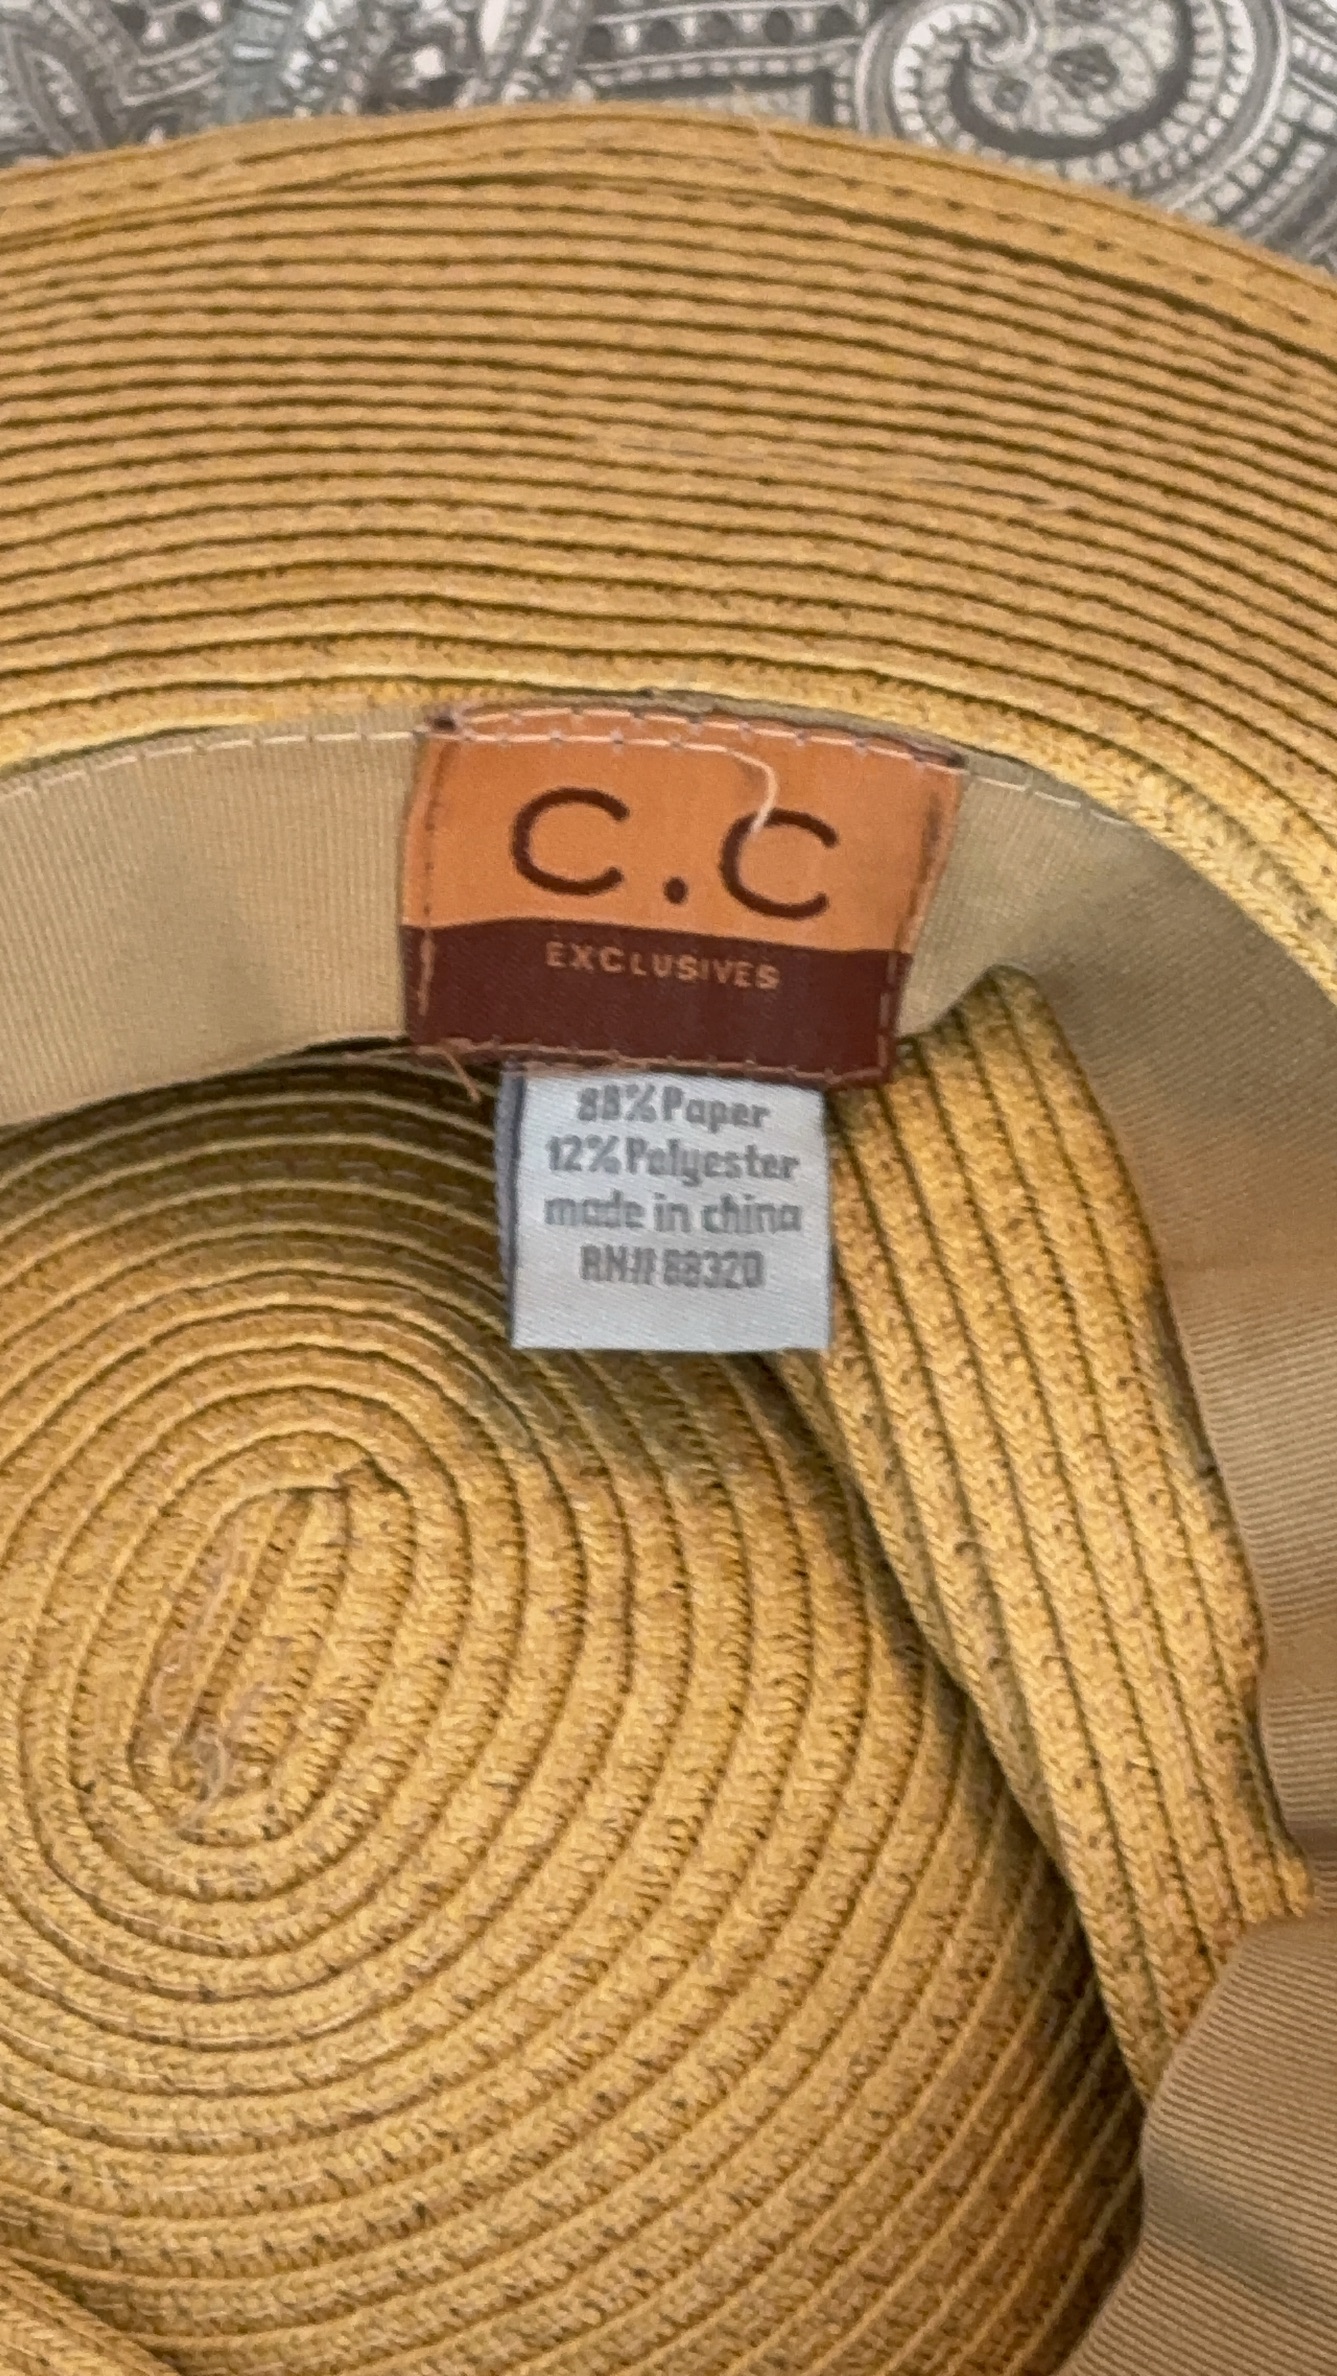 C.C
EXCLUSIVES
88% Paper
12% Polyester
made in china
RN# 88320